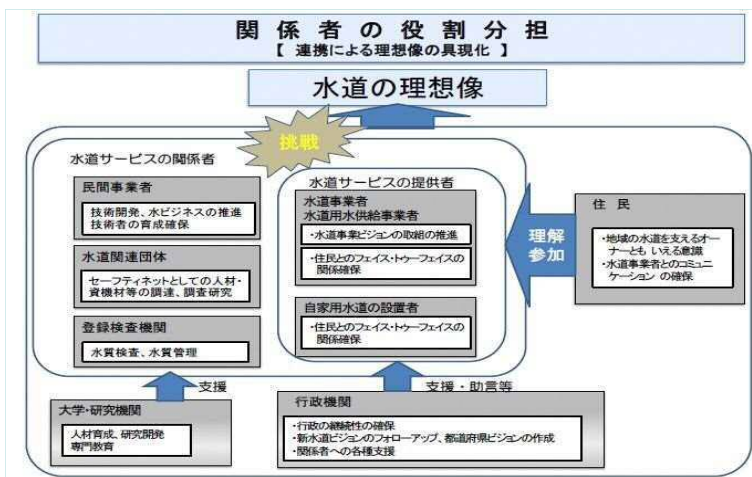 関係者の役割分担
【 連携による理想像の具現化 】
水道の理想像
挑戦
水道サービスの関係者
民間事業者
技術開発、水ビジネスの推進
技術者の育成確保
水道関連団体
セーフティネットとしての人材・
資機材等の調達、調査研究
登録検査機関
水質検査、水質管理
水道サービスの提供者
水道事業者
水道用水供給事業者
・水道事業ビジョンの取組の推進
・住民とのフェイス・トゥーフェイスの
関係確保
自家用水道の設置者
・住民とのフェイス・トゥーフェイスの
関係確保
理解
参加
住 民
・地域の水道を支えるオー
ナーとも いえる意識
・水道事業者とのコミュニ
ケーション の確保
支援
大学・研究機関
人材育成、研究開発
専門教育
支援・助言等
行政機関
・行政の継続性の確保
・新水道ビジョンのフォローアップ、都道府県ビジョンの作成
・関係者への各種支援